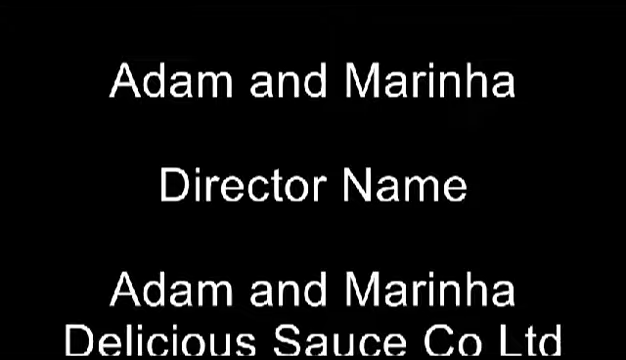 Adam and Marinha
Director Name
Adam and Marinha
Delicious Sauce Co Ltd